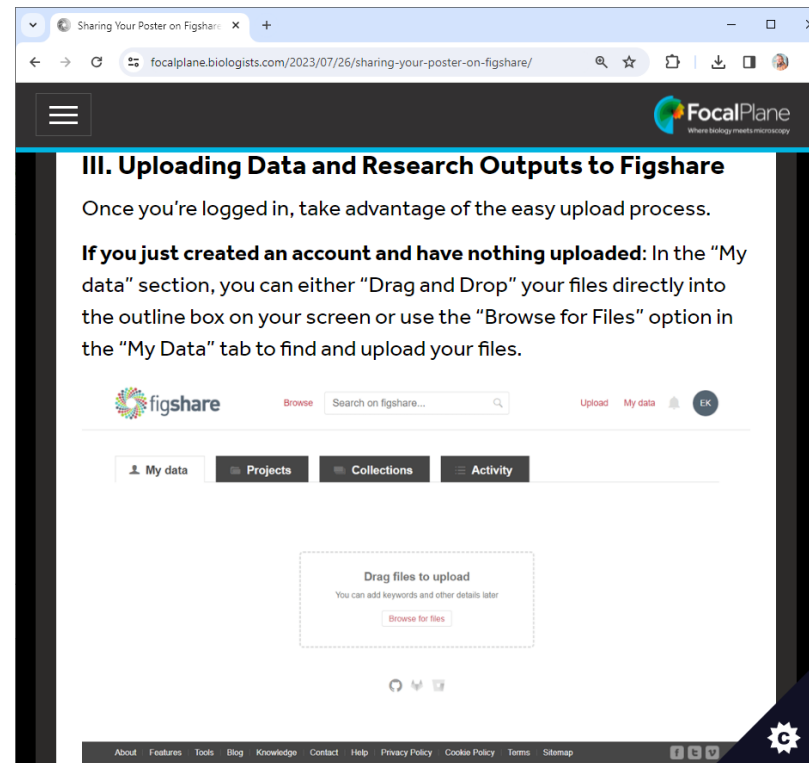 Sharing Your Poster on Figshare
focalplane.biologists.com/2023/07/26/sharing-your-poster-on-figshare/
FocalPlane
Where biology meets microscopy
III. Uploading Data and Research Outputs to Figshare
Once you’re logged in, take advantage of the easy upload process.
If you just created an account and have nothing uploaded: In the “My
data” section, you can either “Drag and Drop” your files directly into
the outline box on your screen or use the “Browse for Files” option in
the “My Data” tab to find and upload your files.
figshare Browse Search on figshare... Upload My data EK
My data Projects Collections Activity
Drag files to upload
You can add keywords and other details later
Browse for files
About Features Tools Blog Knowledge Contact Help Privacy Policy Cookie Policy Terms Sitemap
C